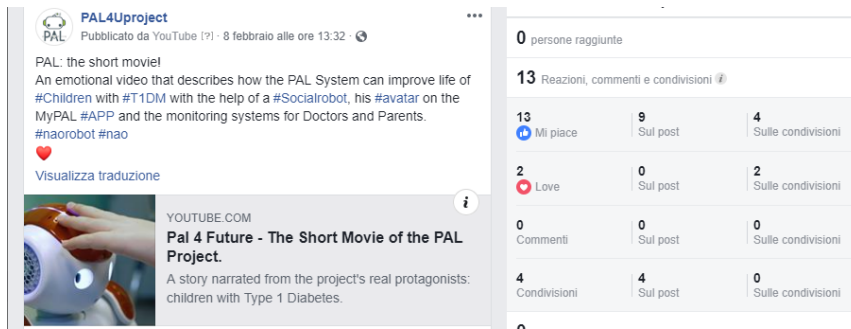 PAL4Uproject
Pubblicato da YouTube [?] · 8 febbraio alle ore 13:32 ·
PAL
PAL: the short movie!
An emotional video that describes how the PAL System can improve life of
#Children with #T1DM with the help of a #Socialrobot, his #avatar on the
MyPAL #APP and the monitoring systems for Doctors and Parents.
#naorobot #nao
Visualizza traduzione
YOUTUBE.COM
Pal 4 Future - The Short Movie of the PAL
Project.
A story narrated from the project's real protagonists:
children with Type 1 Diabetes.
0 persone raggiunte
13 Reazioni, commenti e condivisioni
13 9 4
Mi piace Sul post Sulle condivisioni
2 0 2
Love Sul post Sulle condivisioni
0 0 0
Commenti Sul post Sulle condivisioni
4 4 0
Condivisioni Sul post Sulle condivisioni